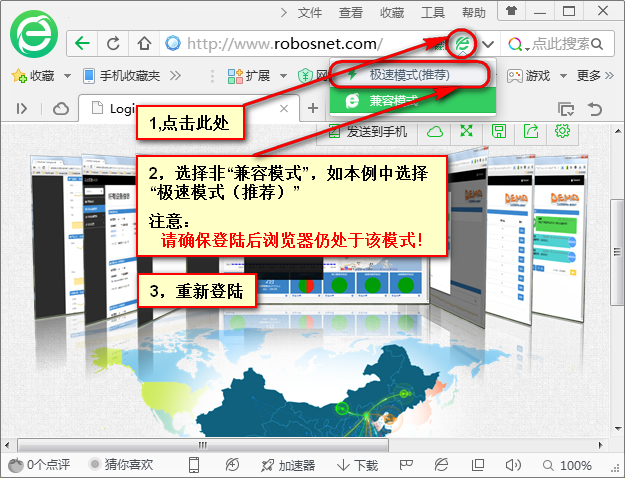 文件 查看 收藏 工具 帮助
http://www.robosnet.com/
点此搜索
收藏 手机收藏夹 扩展 网 游戏 更多
极速模式(推荐)
兼容模式
Logi
1,点击此处
发送到手机
2，选择非“兼容模式”，如本例中选择
“极速模式（推荐）”
注意：
请确保登陆后浏览器仍处于该模式！
3，重新登陆
DEMO
DEMO
0个点评 猜你喜欢 加速器 下载 100%